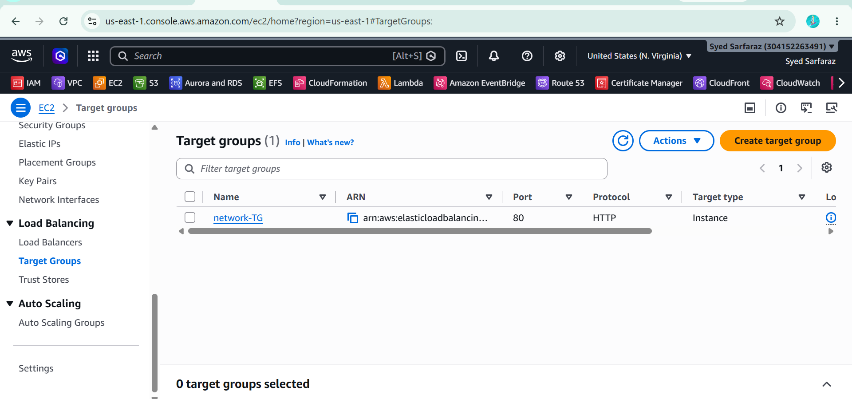 us-east-1.console.aws.amazon.com/ec2/home?region=us-east-1#TargetGroups:
aws Search [Alt+S] United States (N. Virginia) Syed Sarfaraz (304152263491)
Syed Sarfaraz
IAM VPC EC2 S3 Aurora and RDS EFS CloudFormation Lambda Amazon EventBridge Route 53 Certificate Manager CloudFront CloudWatch
EC2 Target groups
Security Groups
Elastic IPs
Placement Groups
Key Pairs
Network Interfaces
Load Balancing
Load Balancers
Target Groups
Trust Stores
Auto Scaling
Auto Scaling Groups
Settings
Target groups (1) Info | What's new?
Actions
Create target group
Filter target groups
1
Name ARN Port Protocol Target type Lo
network-TG arn:aws:elasticloadbalancin... 80 HTTP Instance
0 target groups selected